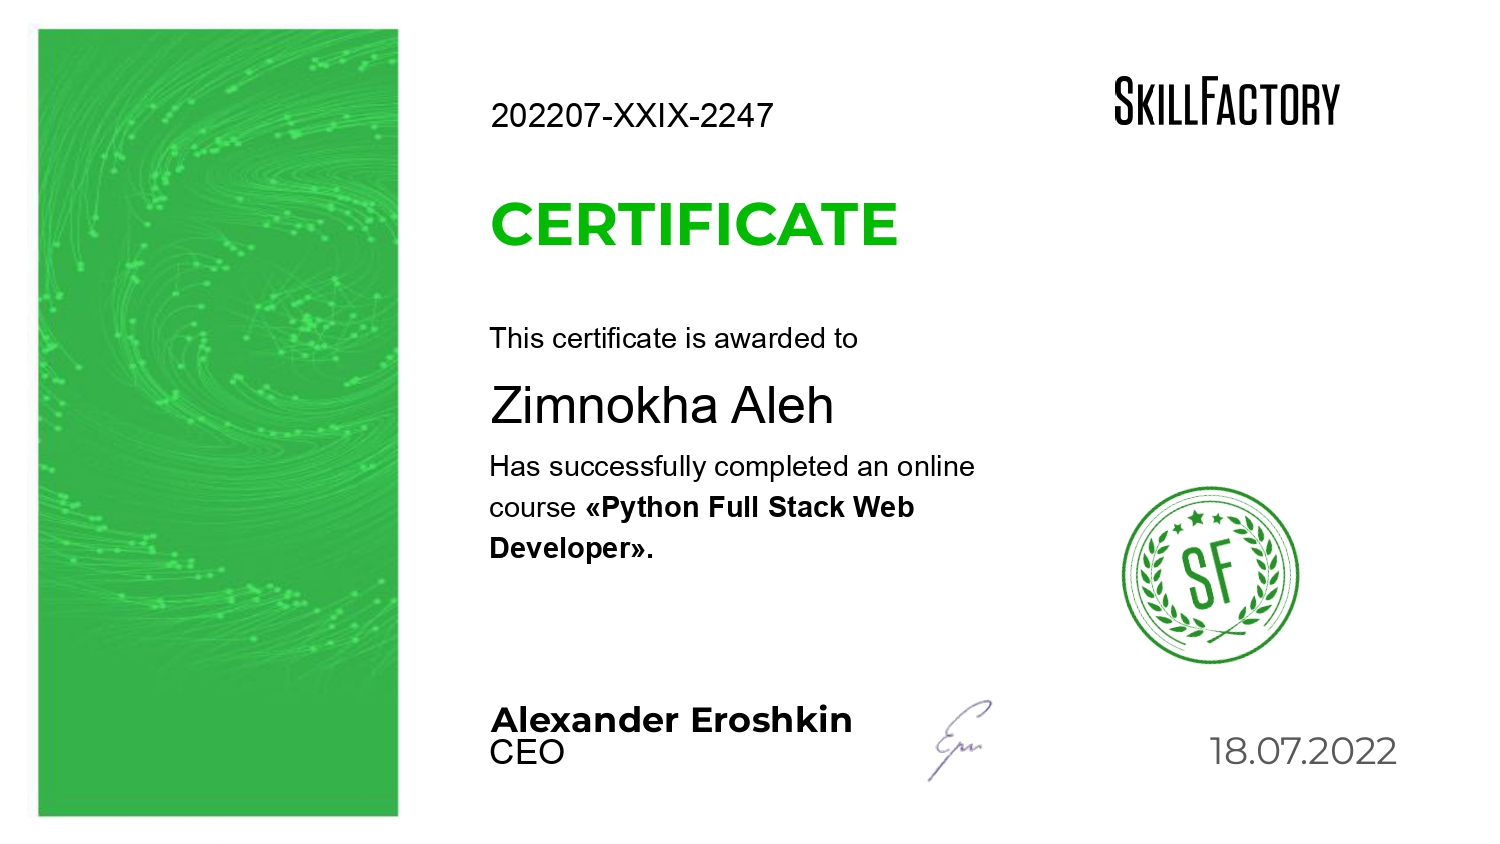 202207-XXIX-2247
SKILLFACTORY
CERTIFICATE
This certificate is awarded to
Zimnokha Aleh
Has successfully completed an online
course «Python Full Stack Web
Developer».
SF
Alexander Eroshkin
CEO
18.07.2022